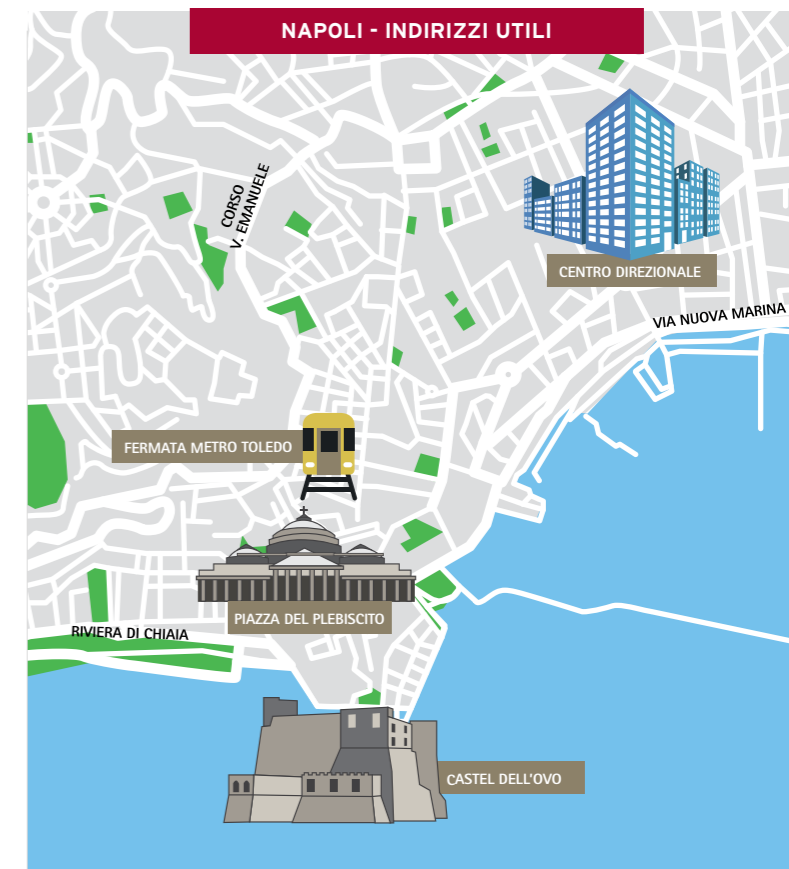 NAPOLI - INDIRIZZI UTILI
CORSO
V. EMANUELE
CENTRO DIREZIONALE
VIA NUOVA MARINA
FERMATA METRO TOLEDO
PIAZZA DEL PLEBISCITO
RIVIERA DI CHIAIA
CASTEL DELL'OVO